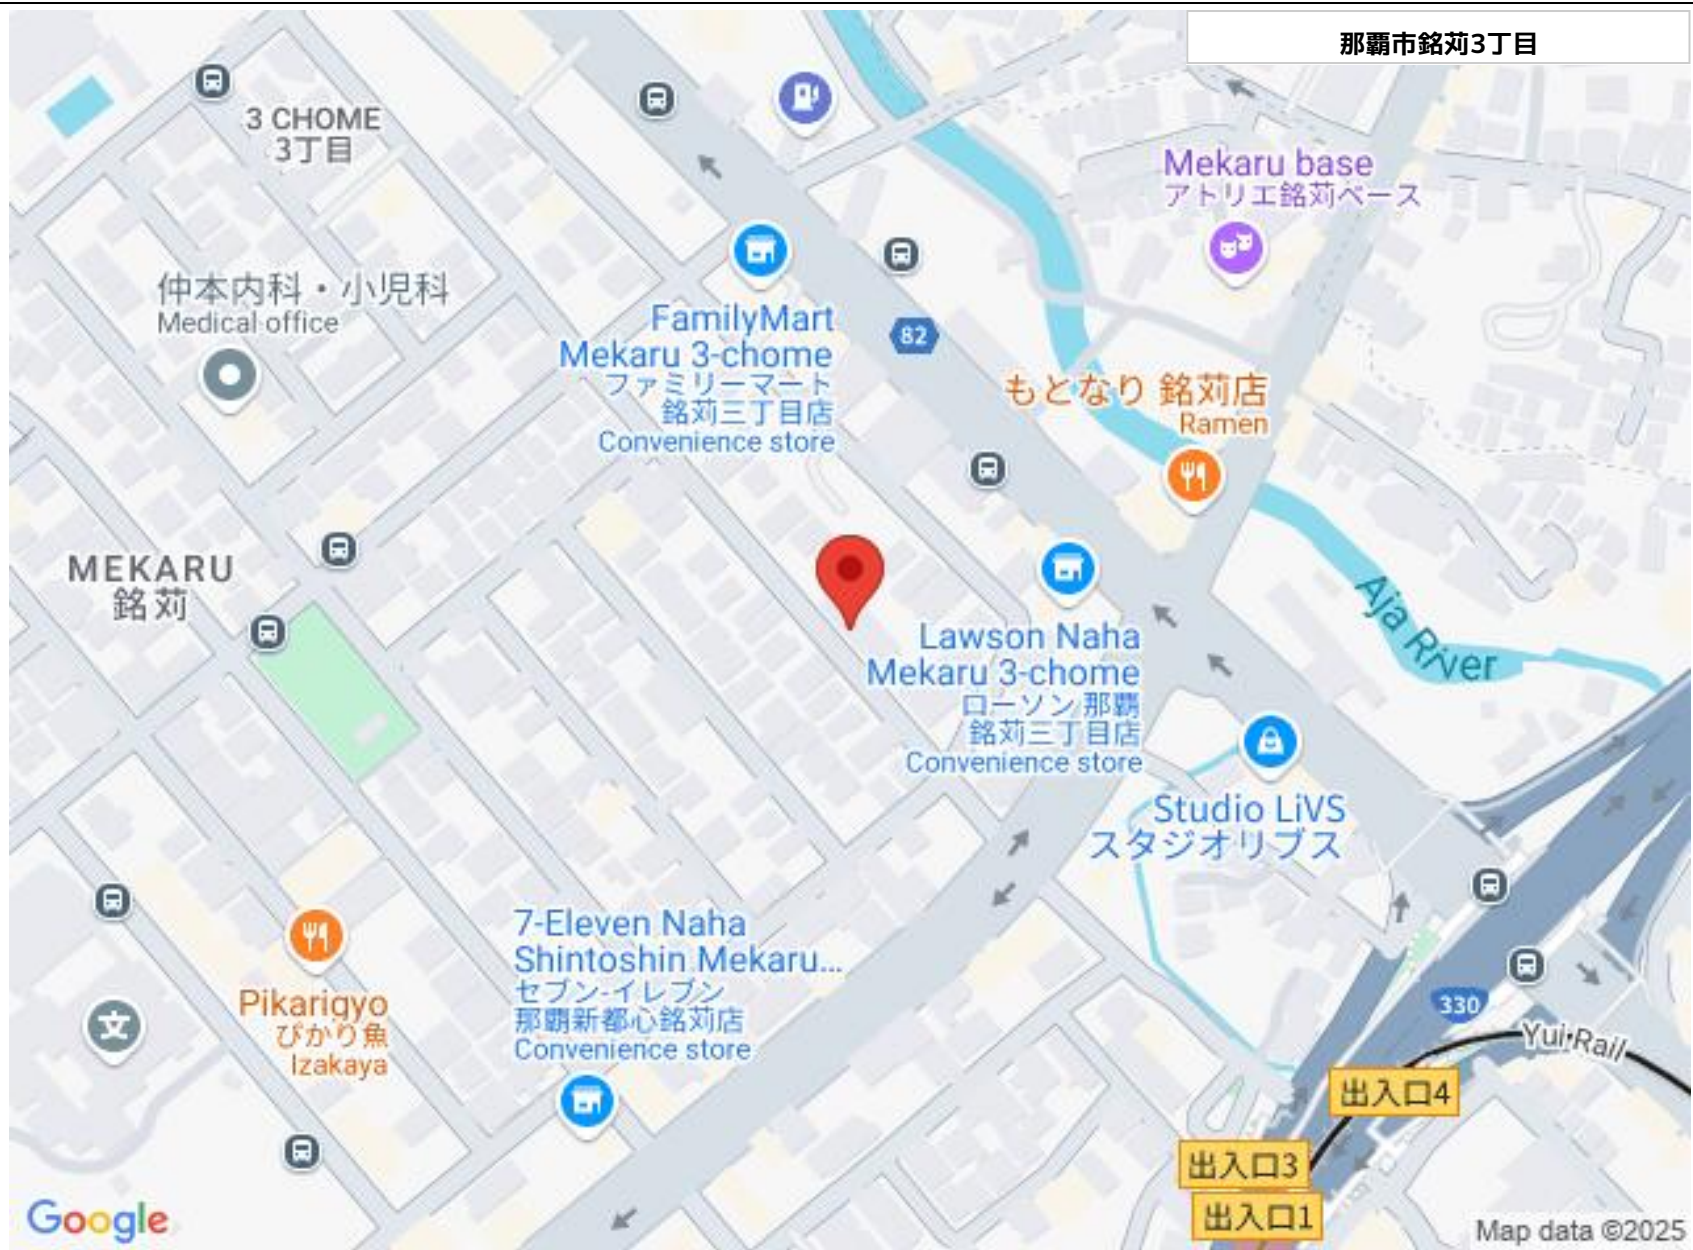 那覇市銘苅3丁目
3 CHOME
3丁目
Mekaru base
アトリエ銘苅ベース
仲本内科・小児科
Medical office
FamilyMart
Mekaru 3-chome
ファミリーマート
銘苅三丁目店
Convenience store
82
もとなり 銘苅店
Ramen
MEKARU
銘苅
Aja River
Lawson Naha
Mekaru 3-chome
ローソン 那覇
銘苅三丁目店
Convenience store
Studio LiVS
スタジオリブス
7-Eleven Naha
Shintoshin Mekaru...
セブン-イレブン
那覇新都心銘苅店
Convenience store
Pikarigyo
ぴかり魚
Izakaya
文
330
Yui Rail
出入口4
出入口3
出入口1
Google
Map data ©2025